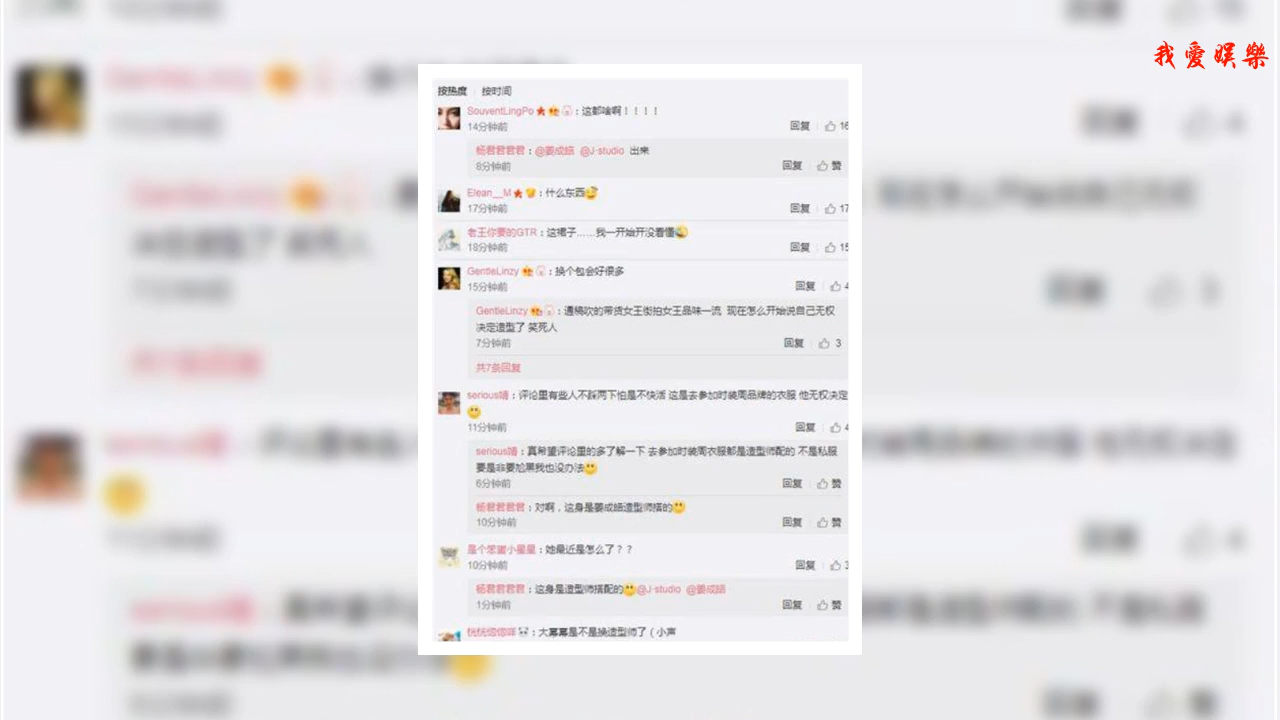 我爱娱樂
按热度 按时间
SouventLingPo：这都啥啊！！！！
14分钟前 回复 16
杨君君君君：@姜成皓 @J-studio 出来
8分钟前 回复 赞
Elean__M：什么东西
17分钟前 回复 17
老王你要的GTR：这裙子……我一开始开没看懂
18分钟前 回复 15
GentleLinzy：换个包会好很多
15分钟前 回复 4
GentleLinzy：通稿吹的带货女王街拍女王品味一流 现在怎么开始说自己无权
决定造型了 笑死人
7分钟前 回复 3
共7条回复
serious晴：评论里有些人不踩两下怕是不快活 这是去参加时装周品牌的衣服 他无权决定
11分钟前 回复 4
serious晴：真希望评论里的多了解一下 去参加时装周衣服都是造型师配的 不是私服
要是非要尬黑我也没办法
6分钟前 回复 赞
杨君君君君：对啊，这身是姜成皓造型师搭的
10分钟前 回复 赞
是个笨蛋小星星：她最近是怎么了？？
10分钟前 回复 3
杨君君君君：这身是造型师搭配的@J-studio @姜成皓
1分钟前 回复 赞
：大幂幂是不是换造型师了（小声